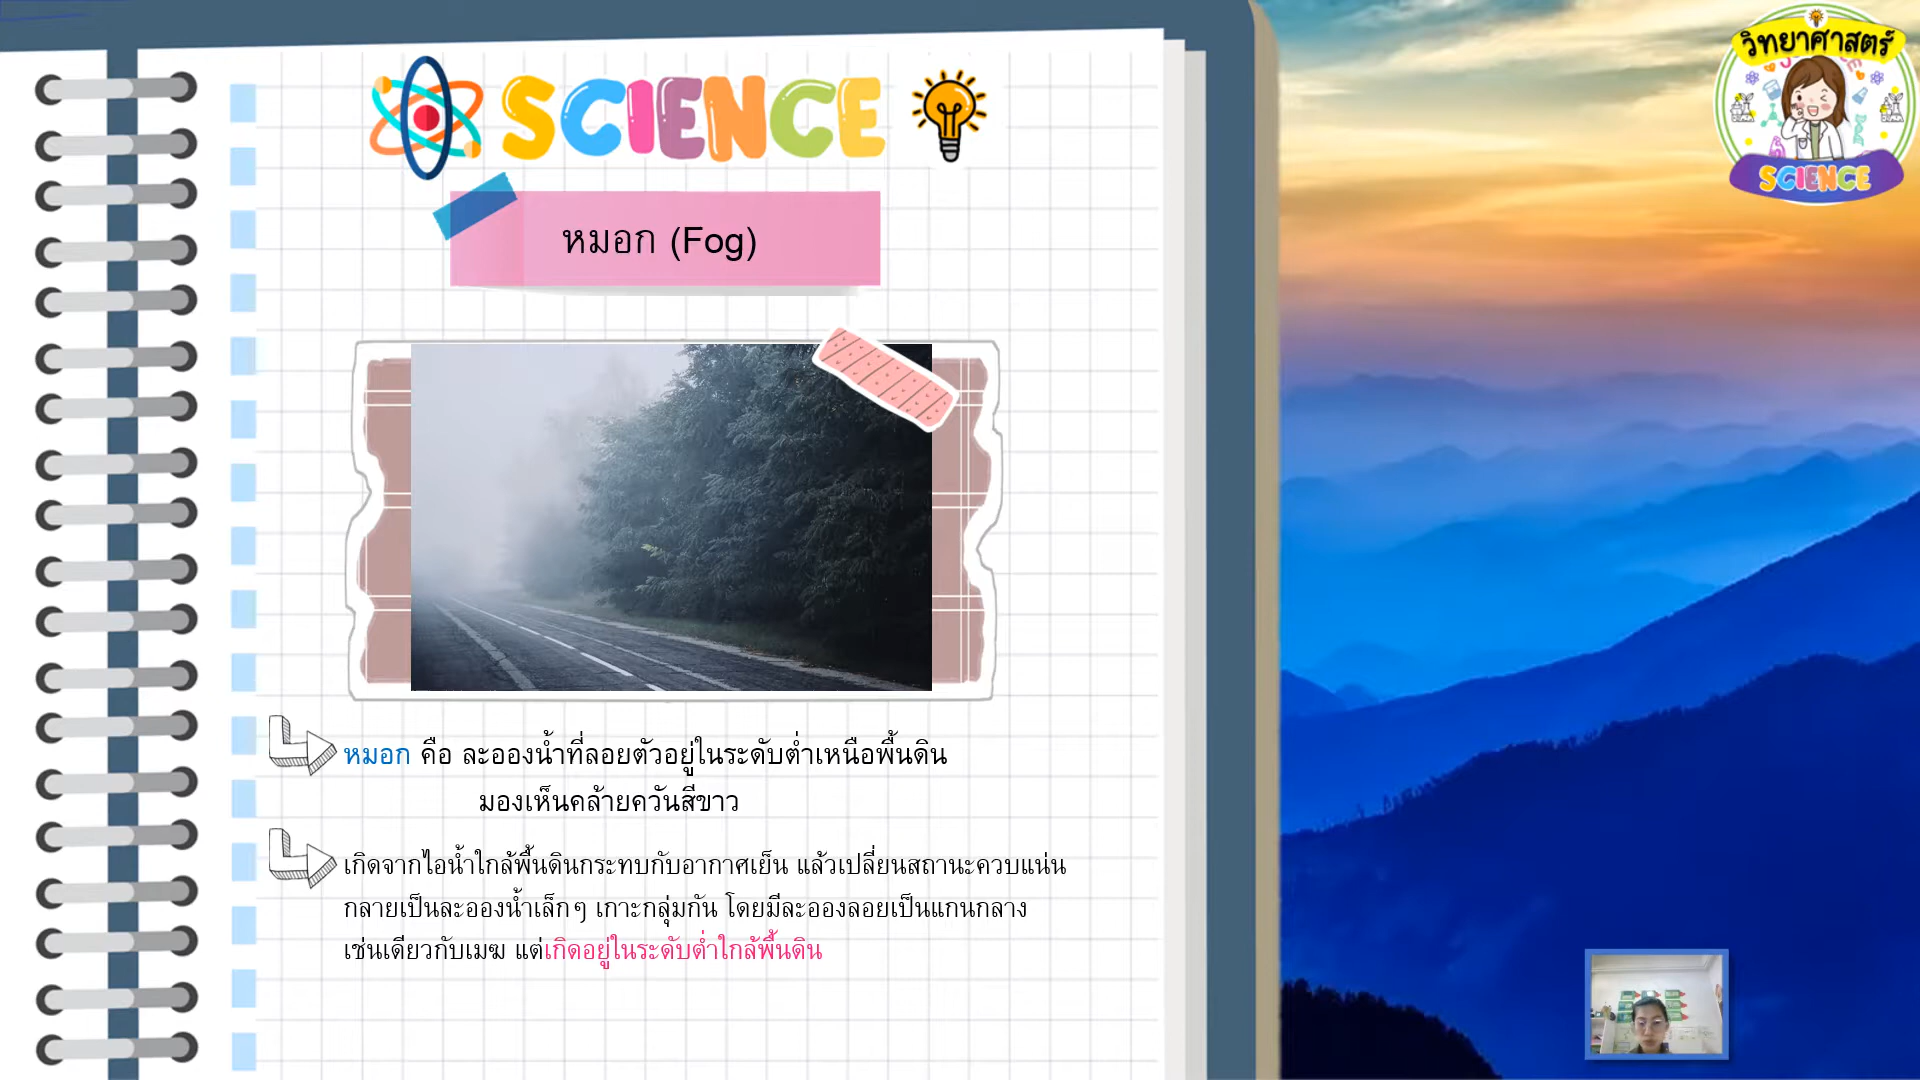 SCIENCE
วิทยาศาสตร์
SCIENCE
หมอก (Fog)
หมอก คือ ละอองน้ำที่ลอยตัวอยู่ในระดับต่ำเหนือพื้นดิน
มองเห็นคล้ายควันสีขาว
เกิดจากไอน้ำใกล้พื้นดินกระทบกับอากาศเย็น แล้วเปลี่ยนสถานะควบแน่น
กลายเป็นละอองน้ำเล็กๆ เกาะกลุ่มกัน โดยมีละอองลอยเป็นแกนกลาง
เช่นเดียวกับเมฆ แต่เกิดอยู่ในระดับต่ำใกล้พื้นดิน